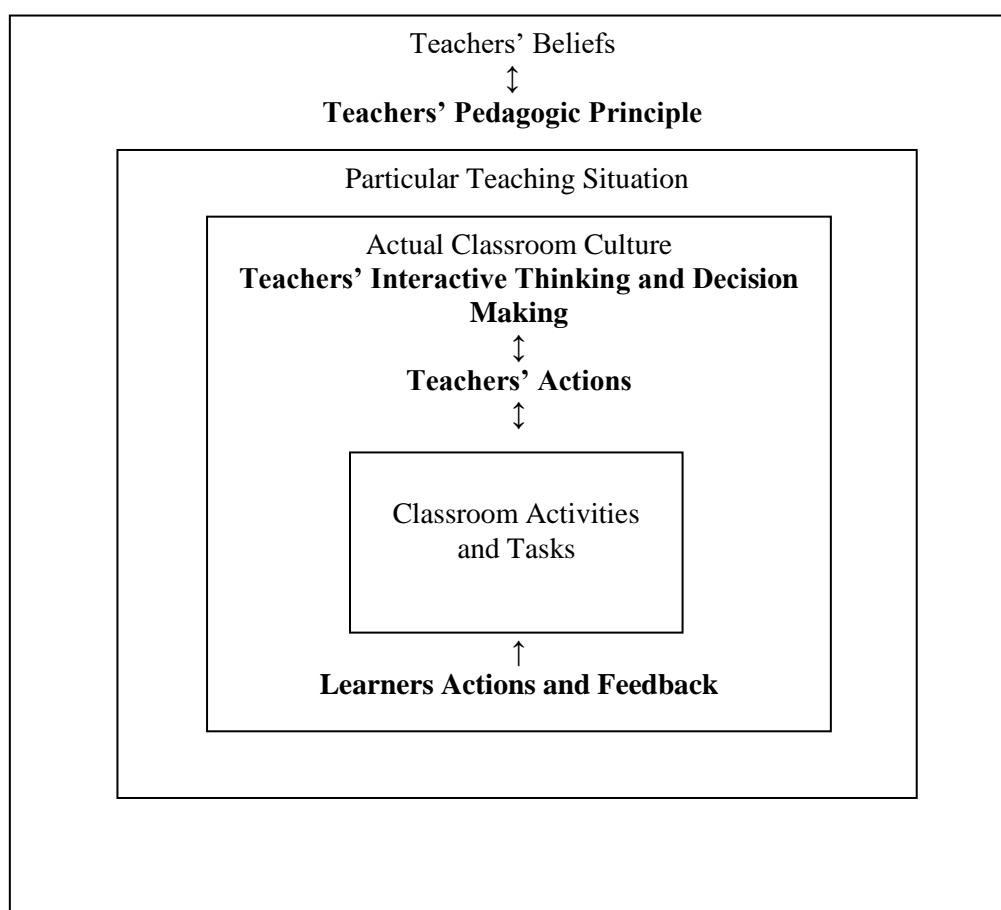 Teachers’ Beliefs
↕
Teachers’ Pedagogic Principle
Particular Teaching Situation
Actual Classroom Culture
Teachers’ Interactive Thinking and Decision
Making
↕
Teachers’ Actions
↕
Classroom Activities
and Tasks
↑
Learners Actions and Feedback